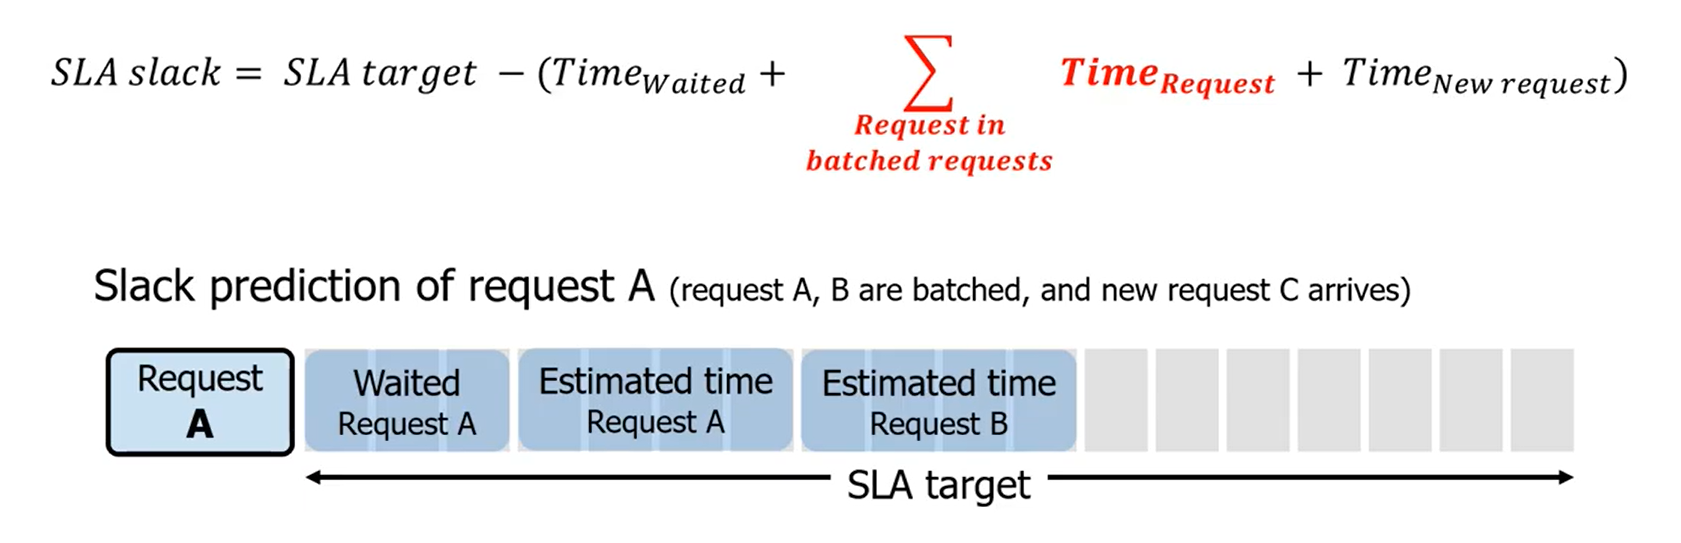 SLA slack = SLA target − (Time_Waited + ∑ Time_Request + Time_New request)
Request in
batched requests
Slack prediction of request A (request A, B are batched, and new request C arrives)
Request
A
Waited
Request A
Estimated time
Request A
Estimated time
Request B
SLA target